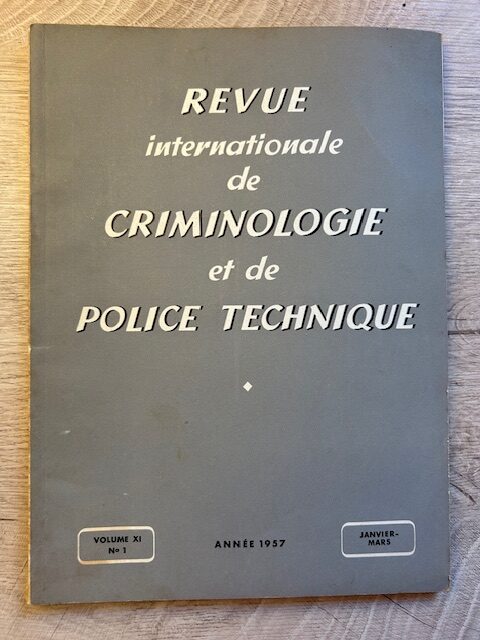 REVUE
internationale
de
CRIMINOLOGIE
et de
POLICE TECHNIQUE
VOLUME XI
No 1
ANNÉE 1957
JANVIER-
MARS